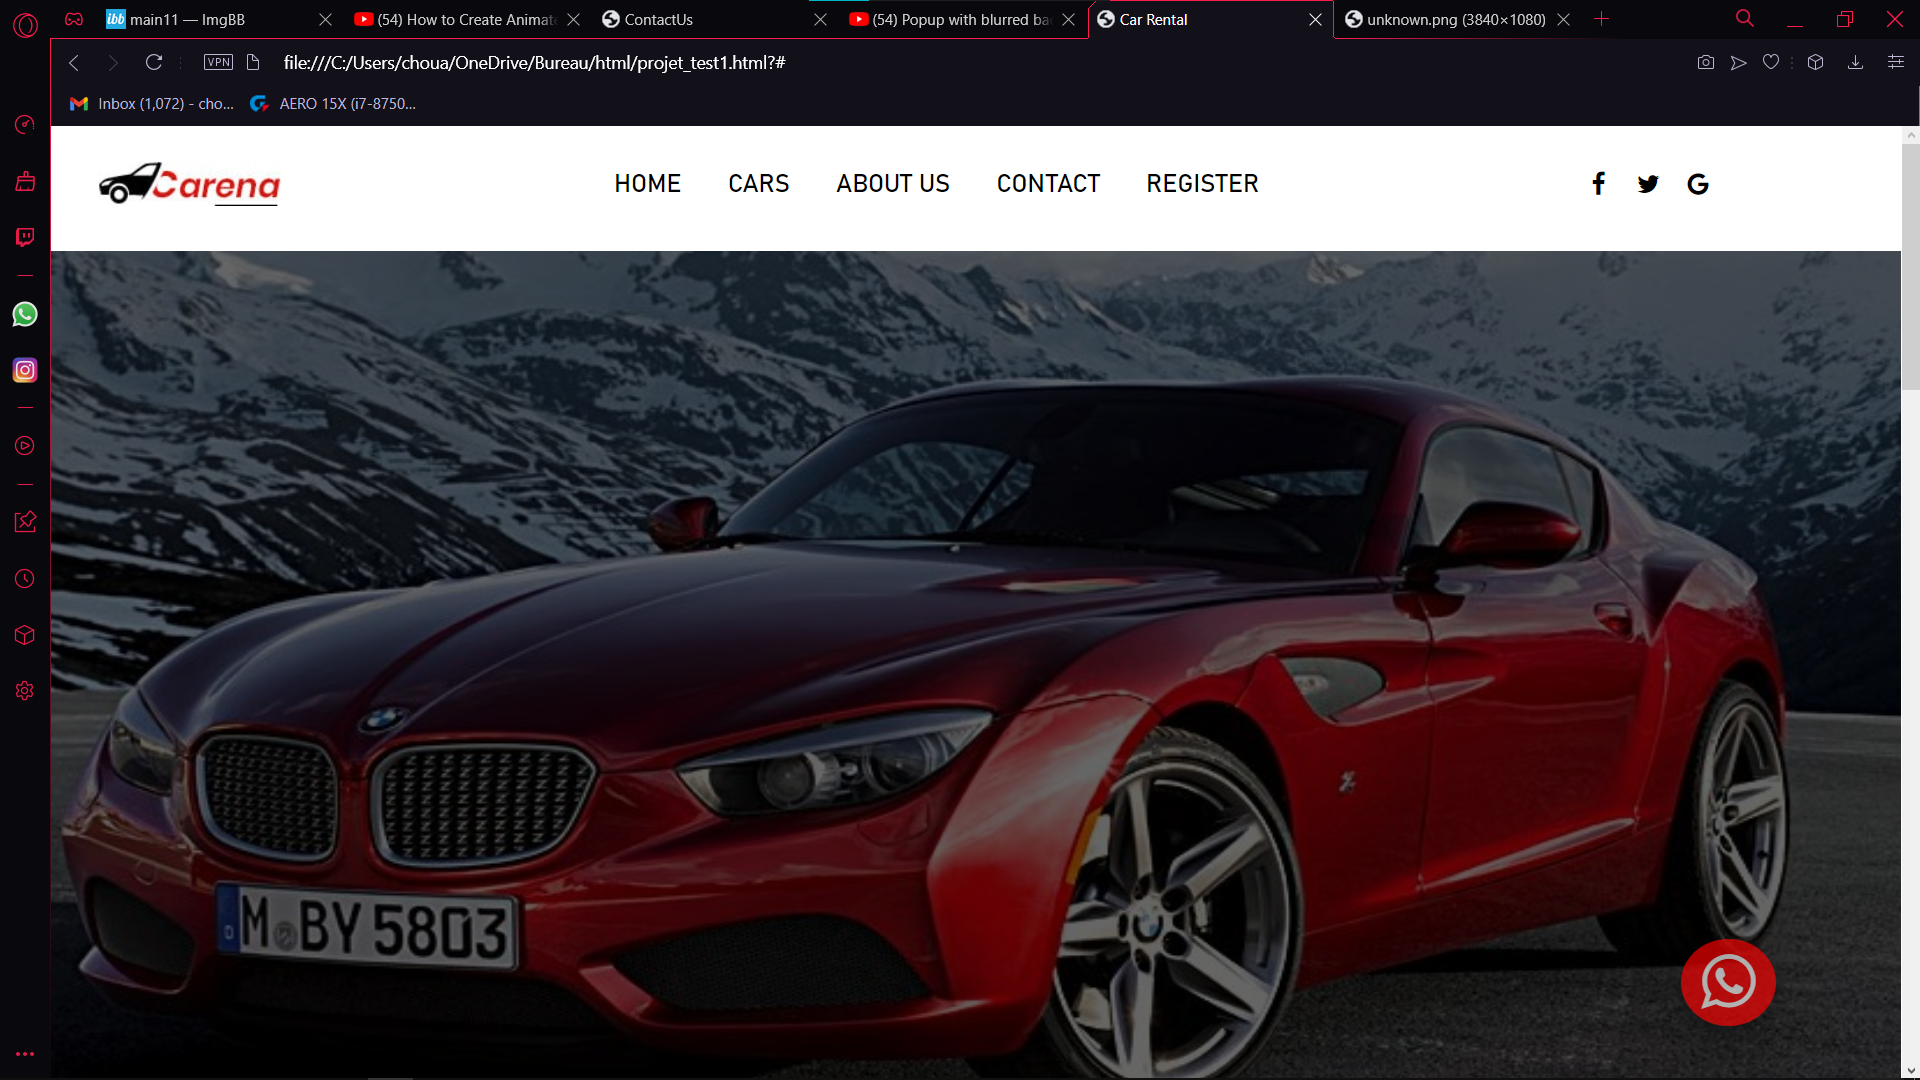 main11 — ImgBB
(54) How to Create Animat
ContactUs
(54) Popup with blurred ba
Car Rental
unknown.png (3840×1080)
VPN
file:///C:/Users/choua/OneDrive/Bureau/html/projet_test1.html?#
Inbox (1,072) - cho...
AERO 15X (i7-8750...
Carena
HOME
CARS
ABOUT US
CONTACT
REGISTER
M BY 5803
D